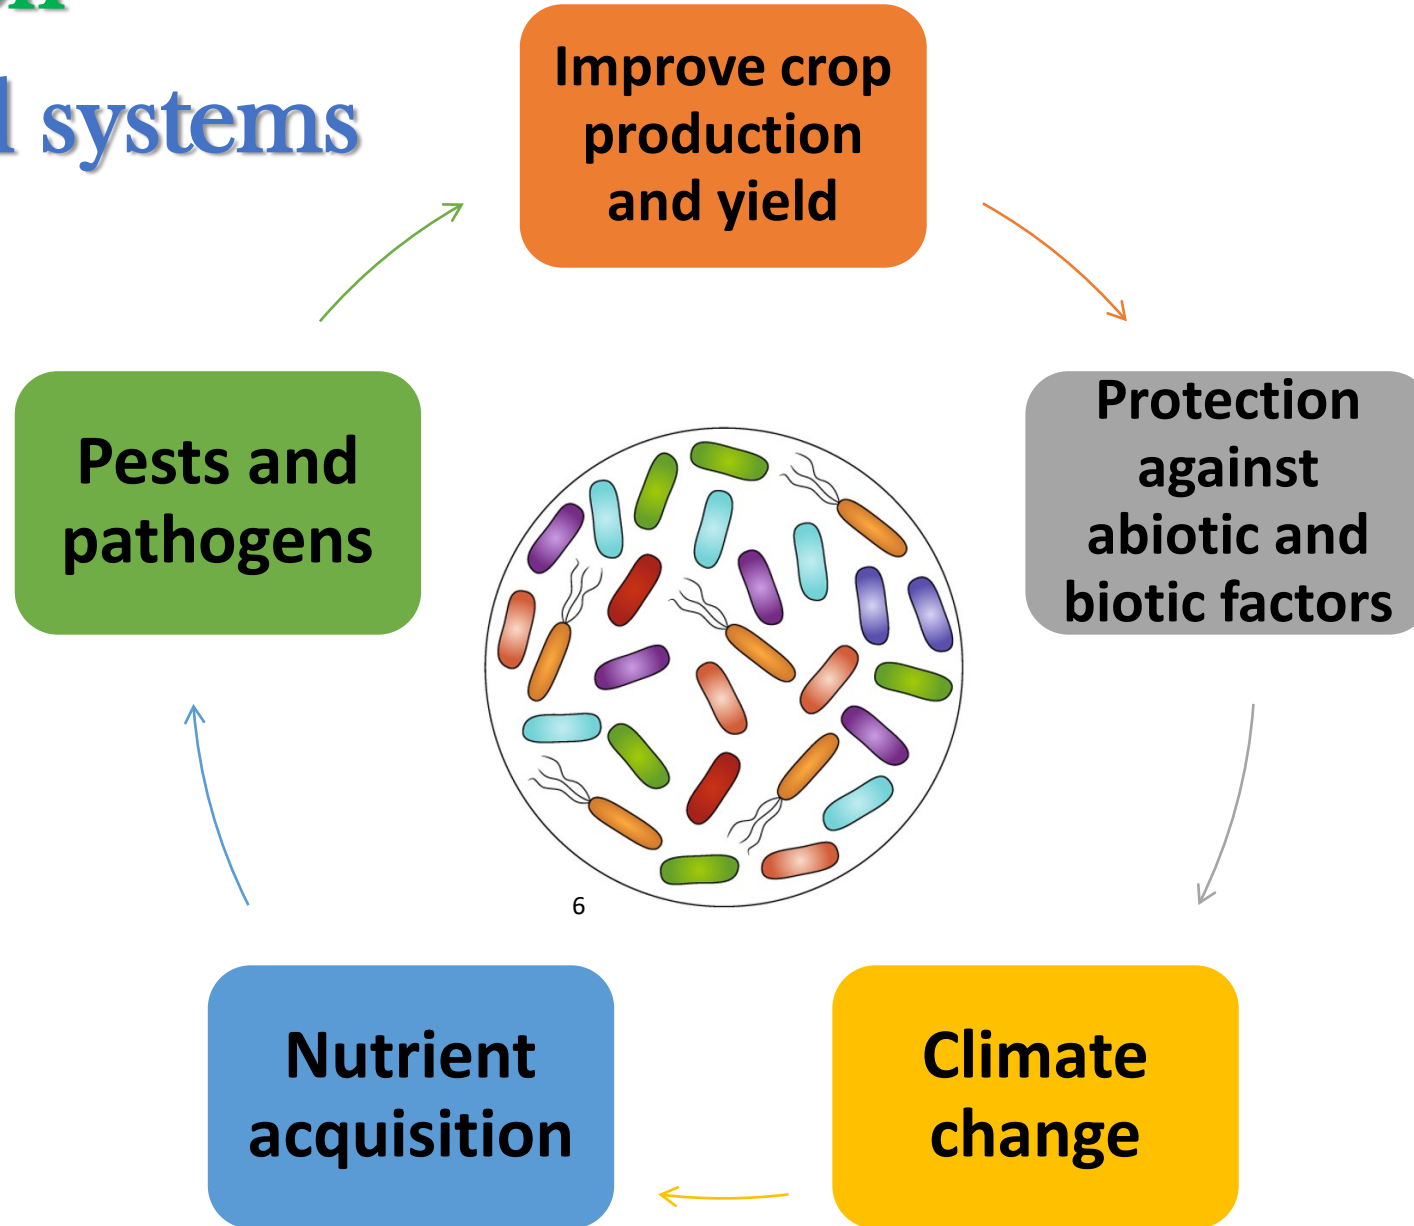 systems
Improve crop
production
and yield
Pests and
pathogens
Protection
against
abiotic and
biotic factors
6
Nutrient
acquisition
Climate
change